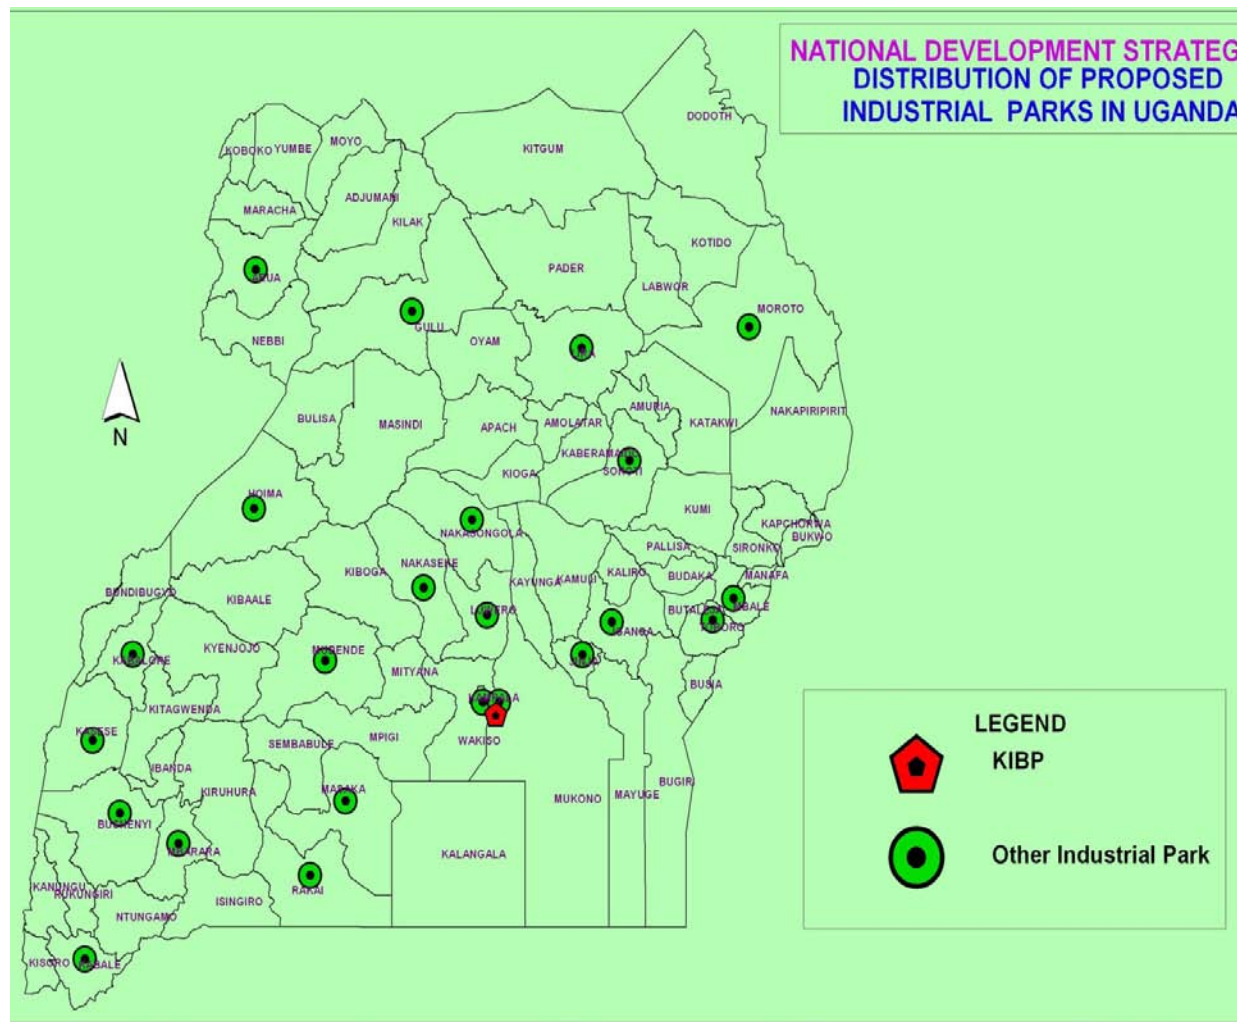 NATIONAL DEVELOPMENT STRATEG
DISTRIBUTION OF PROPOSED
INDUSTRIAL PARKS IN UGANDA
DODOTH
MOYO
KOBOKO YUMBE
KITGUM
ADJUMANI
MARACHA
KILAK
KOTIDO
PADER
LABWOR
MOROTO
GULU
NEBBI
OYAM
AMURIA
NAKAPIRIPIRIT
BULISA
MASINDI
APACH
AMOLATAR
KATAKWI
KABERAMAIDO
SOROTI
KIOGA
HOIMA
KUMI
KAPCHORWA
NAKASONGOLA
BUKWO
PALLISA
SIRONKO
NAKASEKE
KIBOGA
KAYUNGA
KAMULI
KALIRO
BUDAKA
MANAFA
BUNDIBUGYO
KIBAALE
LUWERO
BUTALEJA
MBALE
IGANGA
TORORO
KYENJOJO
KABALORE
MUBENDE
MITYANA
BUSIA
KAMPALA
KITAGWENDA
KASESE
MPIGI
WAKISO
SEMBABULE
IBANDA
KIRUHURA
MASAKA
MUKONO
MAYUGE
BUGIRI
BUSHENYI
MBARARA
KALANGALA
KANUNGU
RUKUNGIRI
RAKAI
ISINGIRO
NTUNGAMO
KISORO
KABALE
N
LEGEND
KIBP
Other Industrial Park